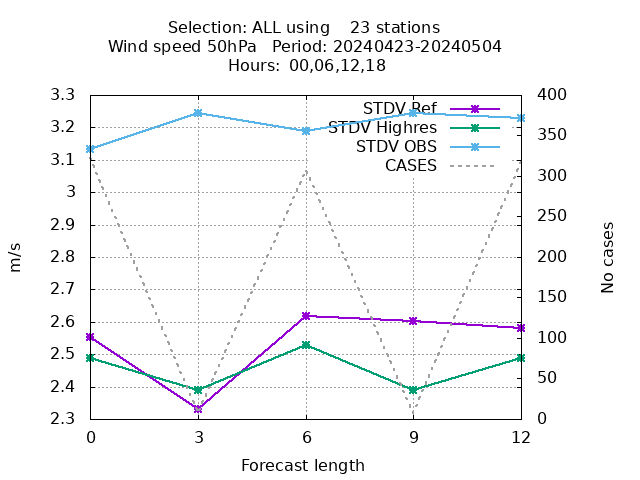 Selection: ALL using    23 stations
Wind speed 50hPa   Period: 20240423-20240504
Hours:  00,06,12,18
3.3
3.2
3.1
3
2.9
2.8
2.7
2.6
2.5
2.4
2.3
m/s
STDV Ref
STDV Highres
STDV OBS
CASES
400
350
300
250
200
150
100
50
0
No cases
0 3 6 9 12
Forecast length